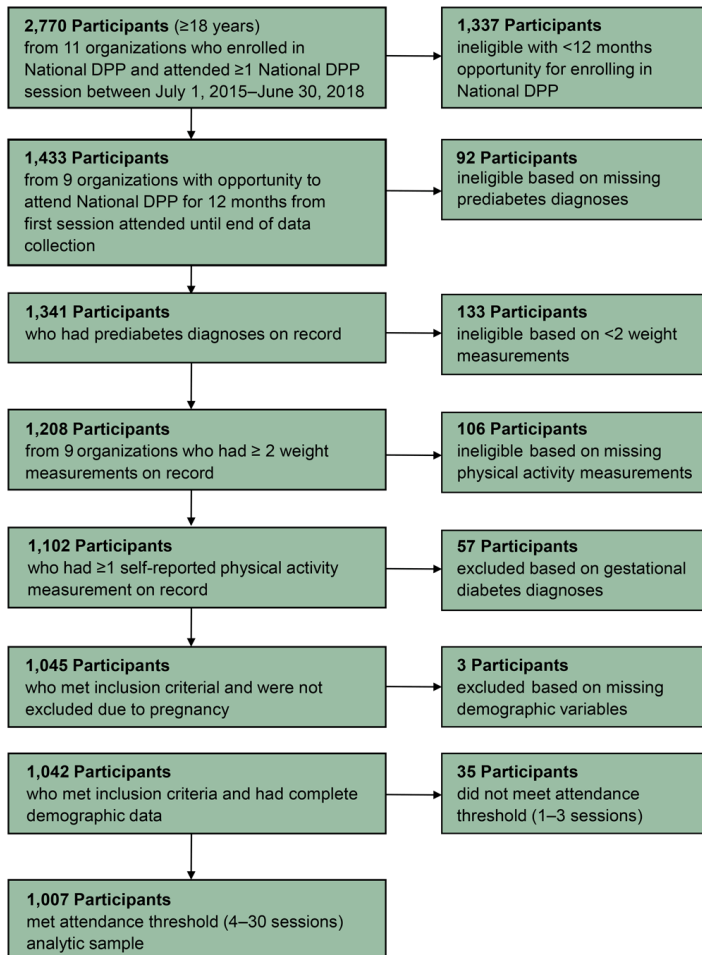 2,770 Participants (≥18 years)
from 11 organizations who enrolled in
National DPP and attended ≥1 National DPP
session between July 1, 2015–June 30, 2018
1,337 Participants
ineligible with <12 months
opportunity for enrolling in
National DPP
1,433 Participants
from 9 organizations with opportunity to
attend National DPP for 12 months from
first session attended until end of data
collection
92 Participants
ineligible based on missing
prediabetes diagnoses
1,341 Participants
who had prediabetes diagnoses on record
133 Participants
ineligible based on <2 weight
measurements
1,208 Participants
from 9 organizations who had ≥ 2 weight
measurements on record
106 Participants
ineligible based on missing
physical activity measurements
1,102 Participants
who had ≥1 self-reported physical activity
measurement on record
57 Participants
excluded based on gestational
diabetes diagnoses
1,045 Participants
who met inclusion criterial and were not
excluded due to pregnancy
3 Participants
excluded based on missing
demographic variables
1,042 Participants
who met inclusion criteria and had complete
demographic data
35 Participants
did not meet attendance
threshold (1–3 sessions)
1,007 Participants
met attendance threshold (4–30 sessions)
analytic sample